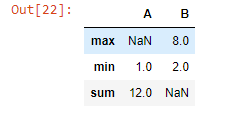 Out[22]:
A B
max NaN 8.0
min 1.0 2.0
sum 12.0 NaN